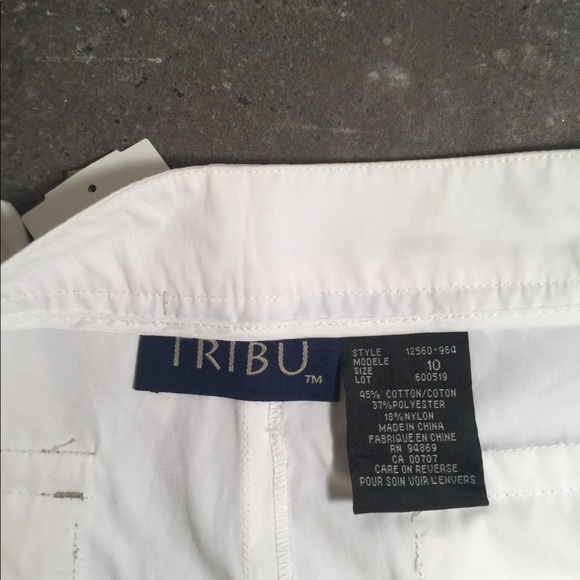 TRIBU
TM
STYLE 12560-964
MODELE
SIZE 10
LOT 600519
45% COTTON/COTON
37%POLYESTER
18%NYLON
MADE IN CHINA
FABRIQUE EN CHINE
RN 94869
CA 00707
CARE ON REVERSE
POUR SOIN VOIR L'ENVERS